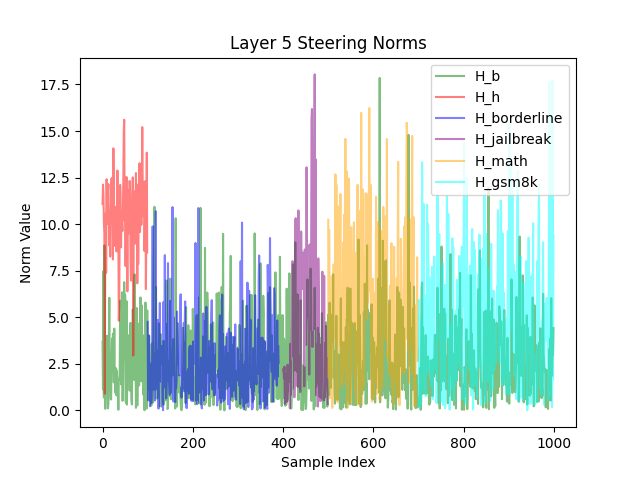 Layer 5 Steering Norms
H_b
H_h
H_borderline
H_jailbreak
H_math
H_gsm8k
Norm Value
17.5
15.0
12.5
10.0
7.5
5.0
2.5
0.0
0
200
400
600
800
1000
Sample Index